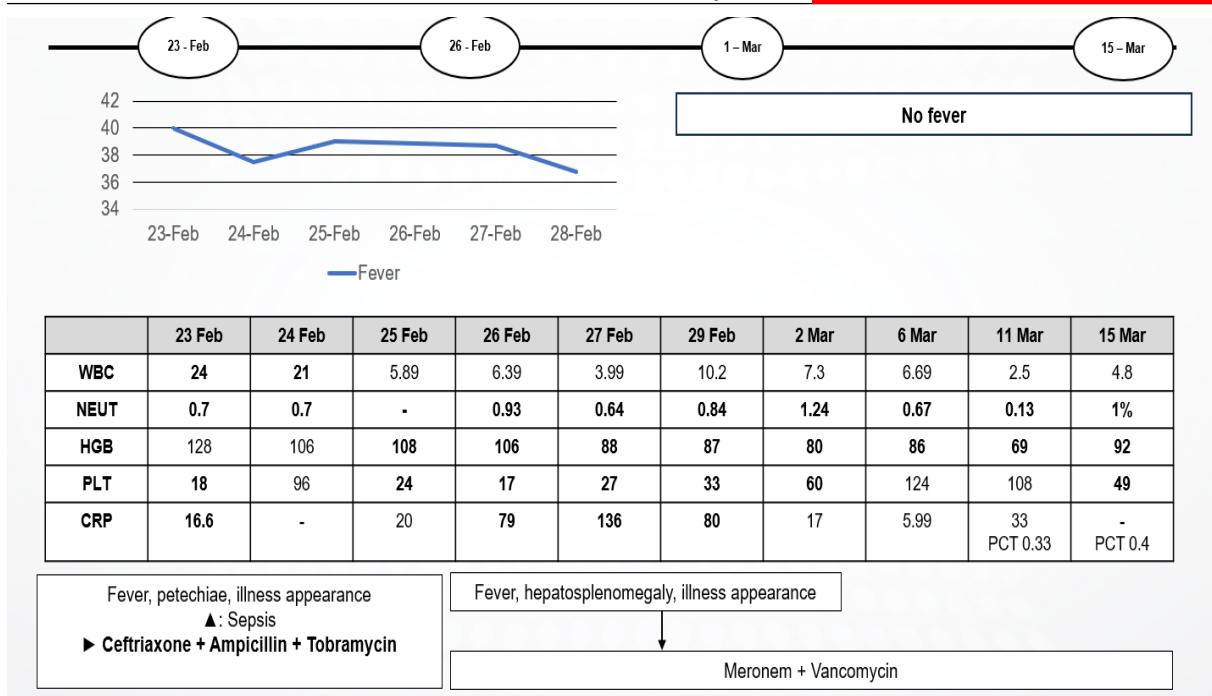 23 - Feb
26 - Feb
1 – Mar
15 – Mar
No fever
42
40
38
36
34
23-Feb 24-Feb 25-Feb 26-Feb 27-Feb 28-Feb
Fever
23 Feb 24 Feb 25 Feb 26 Feb 27 Feb 29 Feb 2 Mar 6 Mar 11 Mar 15 Mar
WBC 24 21 5.89 6.39 3.99 10.2 7.3 6.69 2.5 4.8
NEUT 0.7 0.7 - 0.93 0.64 0.84 1.24 0.67 0.13 1%
HGB 128 106 108 106 88 87 80 86 69 92
PLT 18 96 24 17 27 33 60 124 108 49
CRP 16.6 - 20 79 136 80 17 5.99 33 -
PCT 0.33 PCT 0.4
Fever, petechiae, illness appearance
▲: Sepsis
▶ Ceftriaxone + Ampicillin + Tobramycin
Fever, hepatosplenomegaly, illness appearance
Meronem + Vancomycin